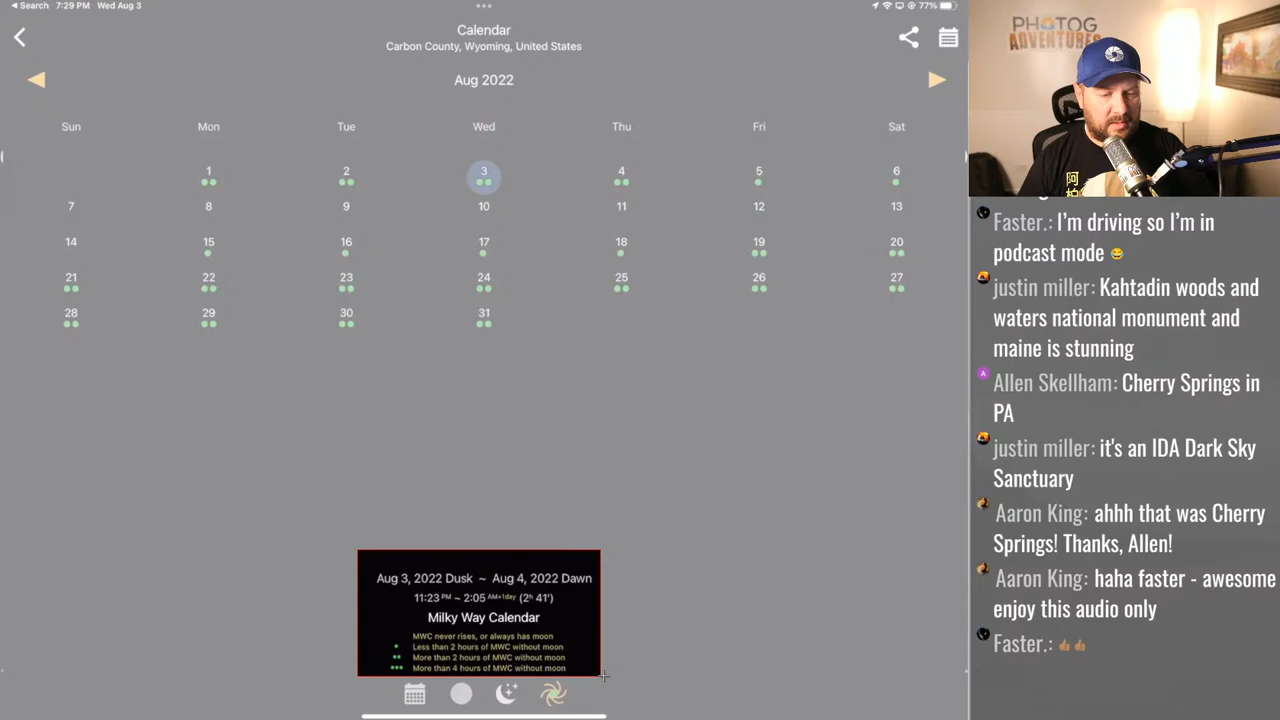 Search 7:29 PM Wed Aug 3
77%
Calendar
Carbon County, Wyoming, United States
Aug 2022
Sun Mon Tue Wed Thu Fri Sat
1 2 3 4 5 6
7 8 9 10 11 12 13
14 15 16 17 18 19 20
21 22 23 24 25 26 27
28 29 30 31
Aug 3, 2022 Dusk ~ Aug 4, 2022 Dawn
11:23 PM ~ 2:05 AM+1day (2h 41')
Milky Way Calendar
MWC never rises, or always has moon
Less than 2 hours of MWC without moon
More than 2 hours of MWC without moon
More than 4 hours of MWC without moon
PHOTOG
ADVENTURES
阿
Faster.: I'm driving so I'm in
podcast mode 😂
justin miller: Kahtadin woods and
waters national monument and
maine is stunning
A Allen Skellham: Cherry Springs in
PA
justin miller: it's an IDA Dark Sky
Sanctuary
Aaron King: ahhh that was Cherry
Springs! Thanks, Allen!
Aaron King: haha faster - awesome
enjoy this audio only
Faster.: 👍🏾👍🏾